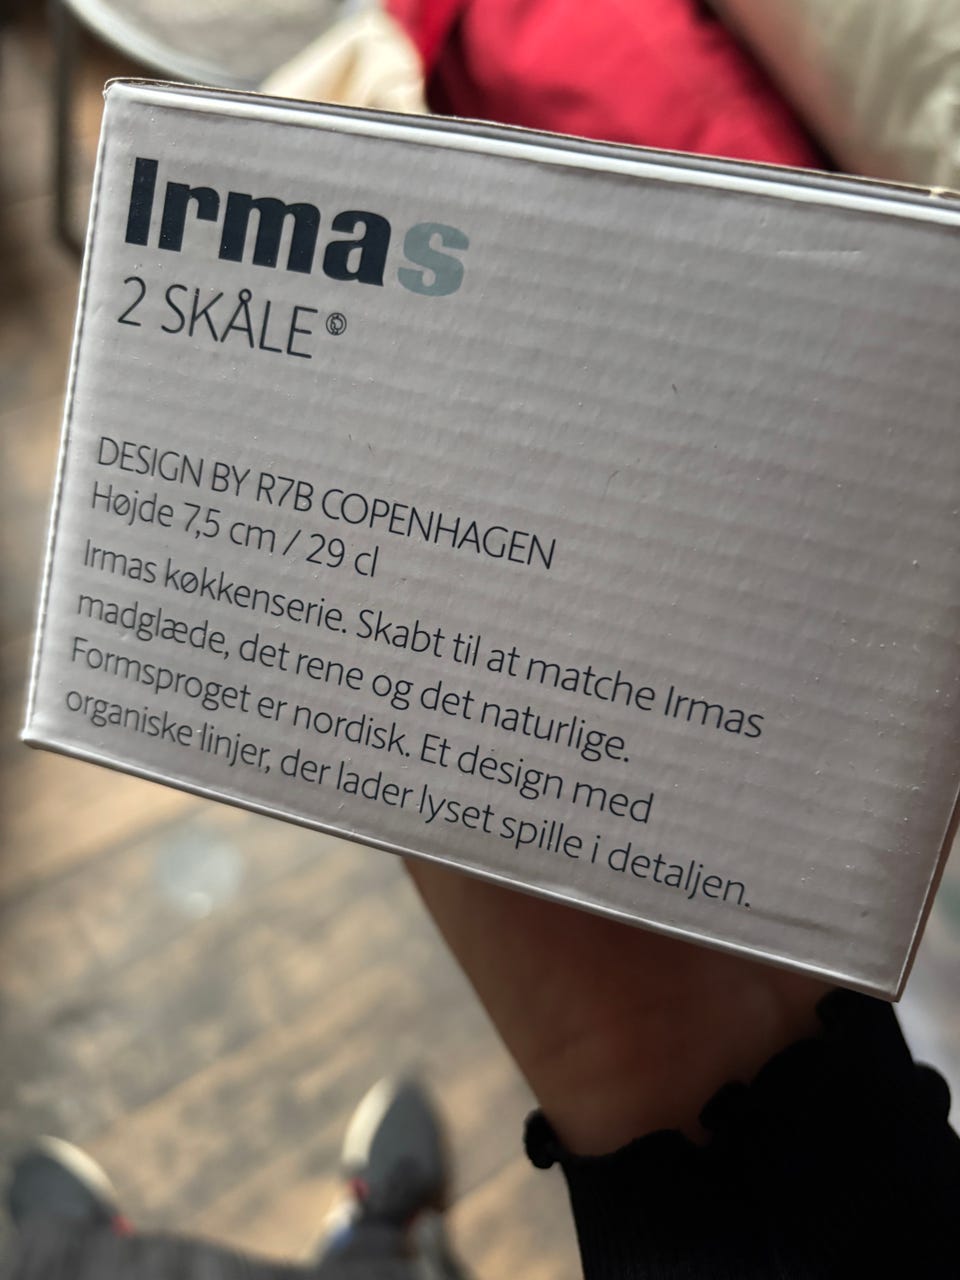 Irmas
2 SKÅLE
DESIGN BY R7B COPENHAGEN
Højde 7,5 cm / 29 cl
Irmas køkkenserie. Skabt til at matche Irmas
madglæde, det rene og det naturlige.
Formsproget er nordisk. Et design med
organiske linjer, der lader lyset spille i detaljen.